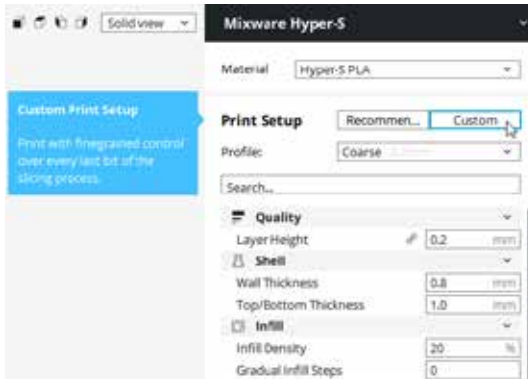 Solid view
Mixware Hyper-S
Material
Hyper-S PLA
Custom Print Setup
Print with finegrained control
over every last bit of the
slicing process.
Print Setup
Recommen...
Custom
Profile:
Coarse
Search...
Quality
Layer Height
0.2 mm
Shell
Wall Thickness
0.8 mm
Top/Bottom Thickness
1.0 mm
Infill
Infill Density
20 %
Gradual Infill Steps
0